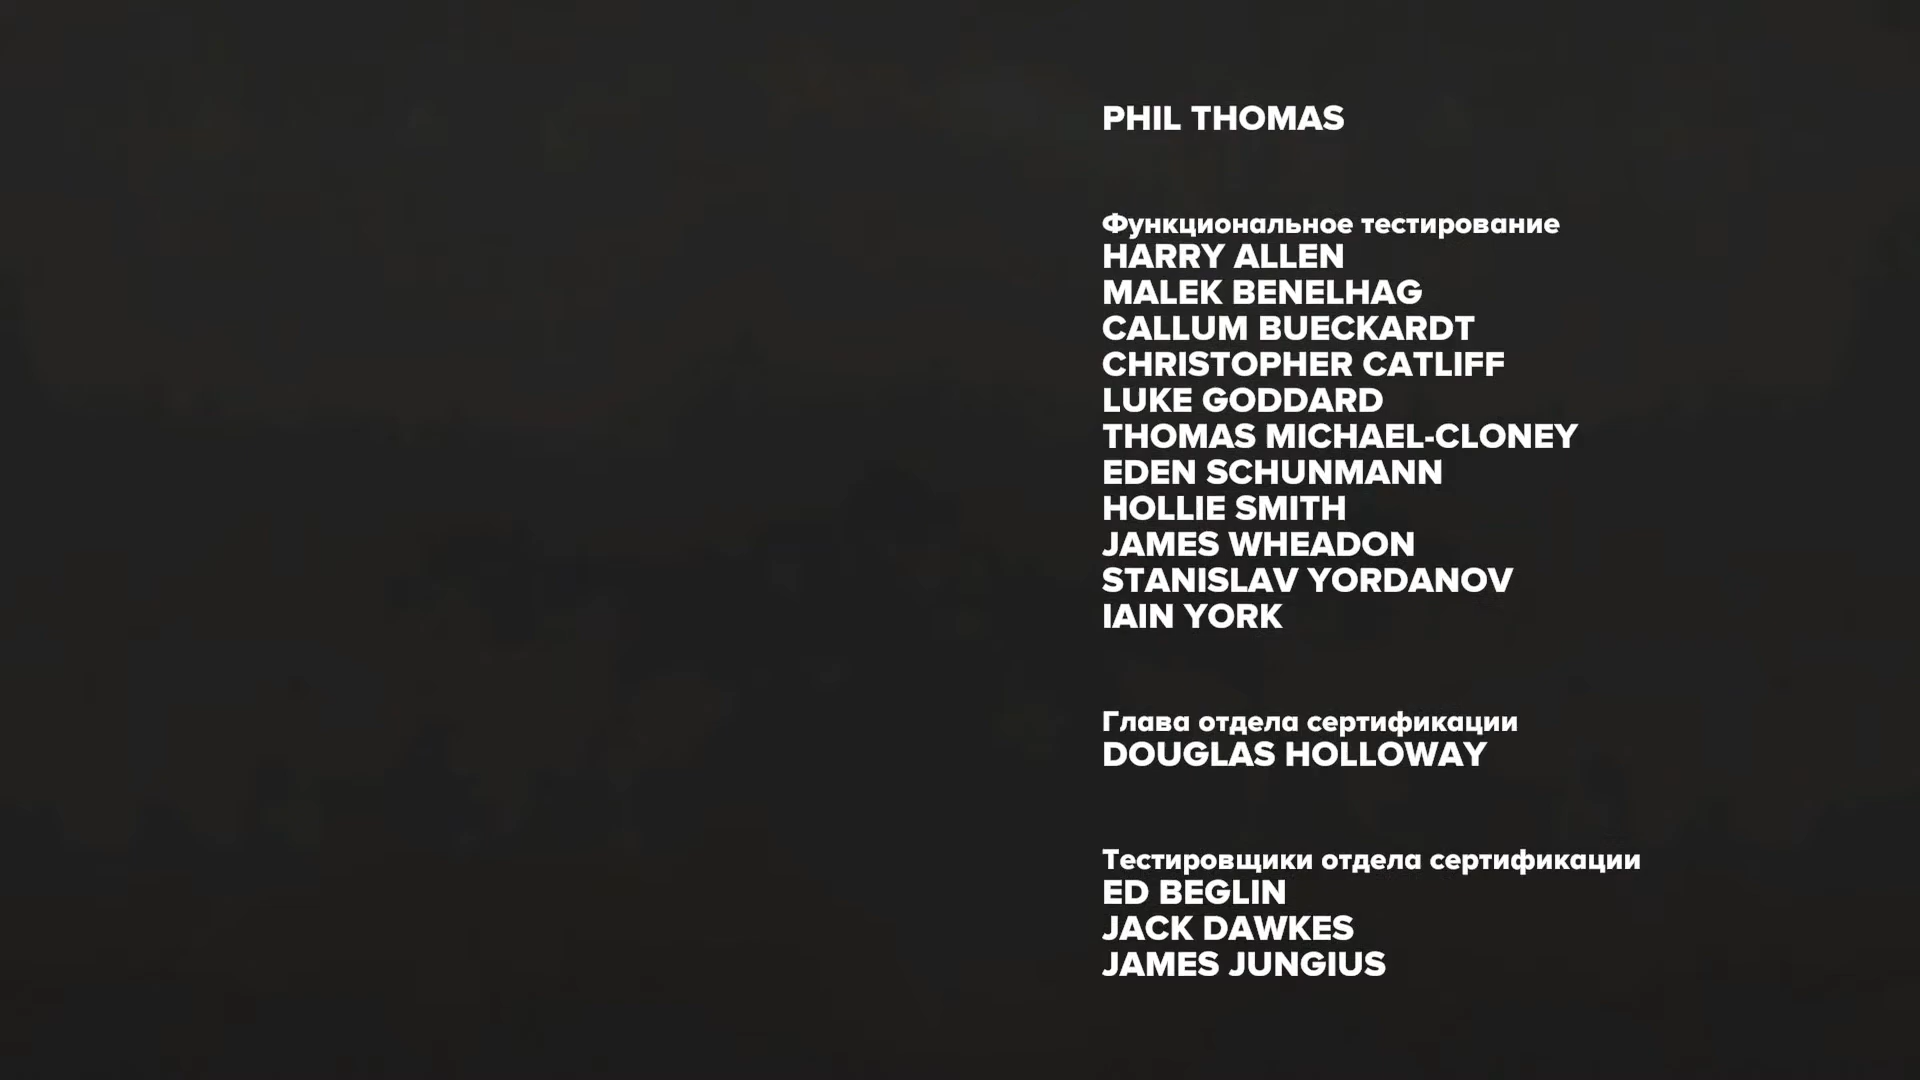 PHIL THOMAS
Функциональное тестирование
HARRY ALLEN
MALEK BENELHAG
CALLUM BUECKARDT
CHRISTOPHER CATLIFF
LUKE GODDARD
THOMAS MICHAEL-CLONEY
EDEN SCHUNMANN
HOLLIE SMITH
JAMES WHEADON
STANISLAV YORDANOV
IAIN YORK
Глава отдела сертификации
DOUGLAS HOLLOWAY
Тестировщики отдела сертификации
ED BEGLIN
JACK DAWKES
JAMES JUNGIUS